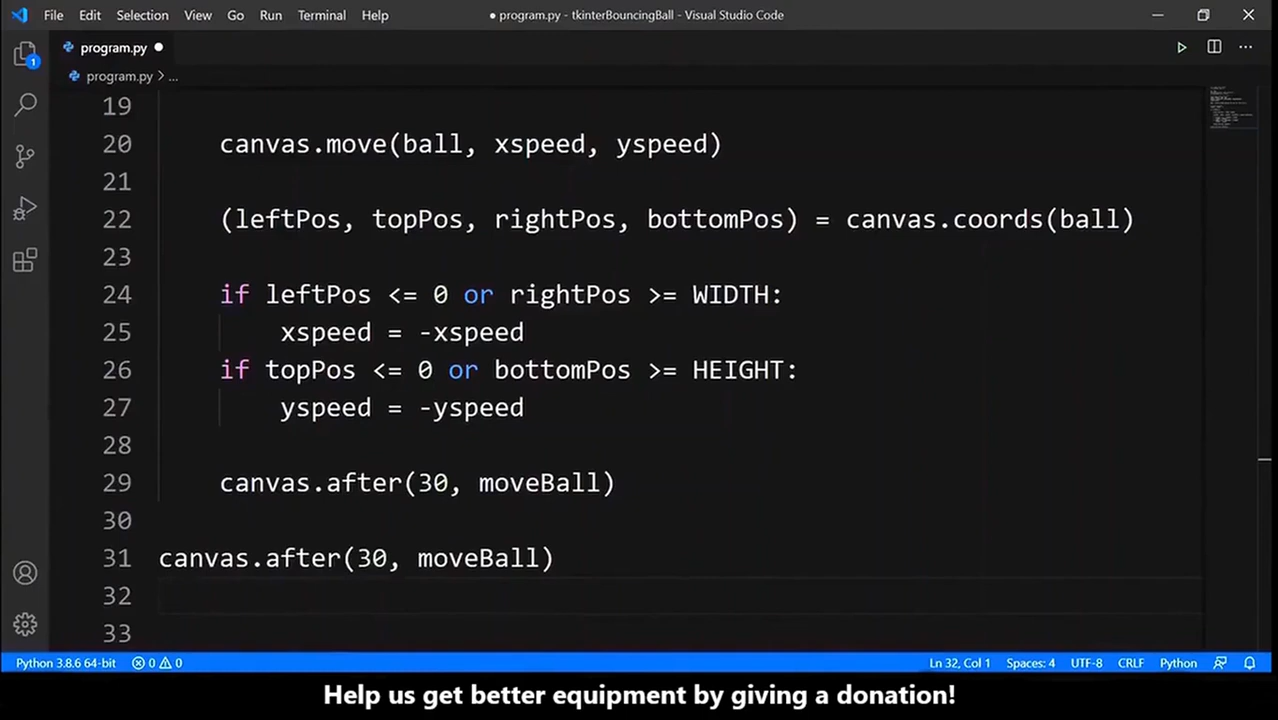 File Edit Selection View Go Run Terminal Help ● program.py - tkinterBouncingBall - Visual Studio Code
program.py ●
program.py > ...
1
19
20 canvas.move(ball, xspeed, yspeed)
21
22 (leftPos, topPos, rightPos, bottomPos) = canvas.coords(ball)
23
24 if leftPos <= 0 or rightPos >= WIDTH:
25 xspeed = -xspeed
26 if topPos <= 0 or bottomPos >= HEIGHT:
27 yspeed = -yspeed
28
29 canvas.after(30, moveBall)
30
31 canvas.after(30, moveBall)
32
33
Python 3.8.6 64-bit 0 0 Ln 32, Col 1 Spaces: 4 UTF-8 CRLF Python
Help us get better equipment by giving a donation!